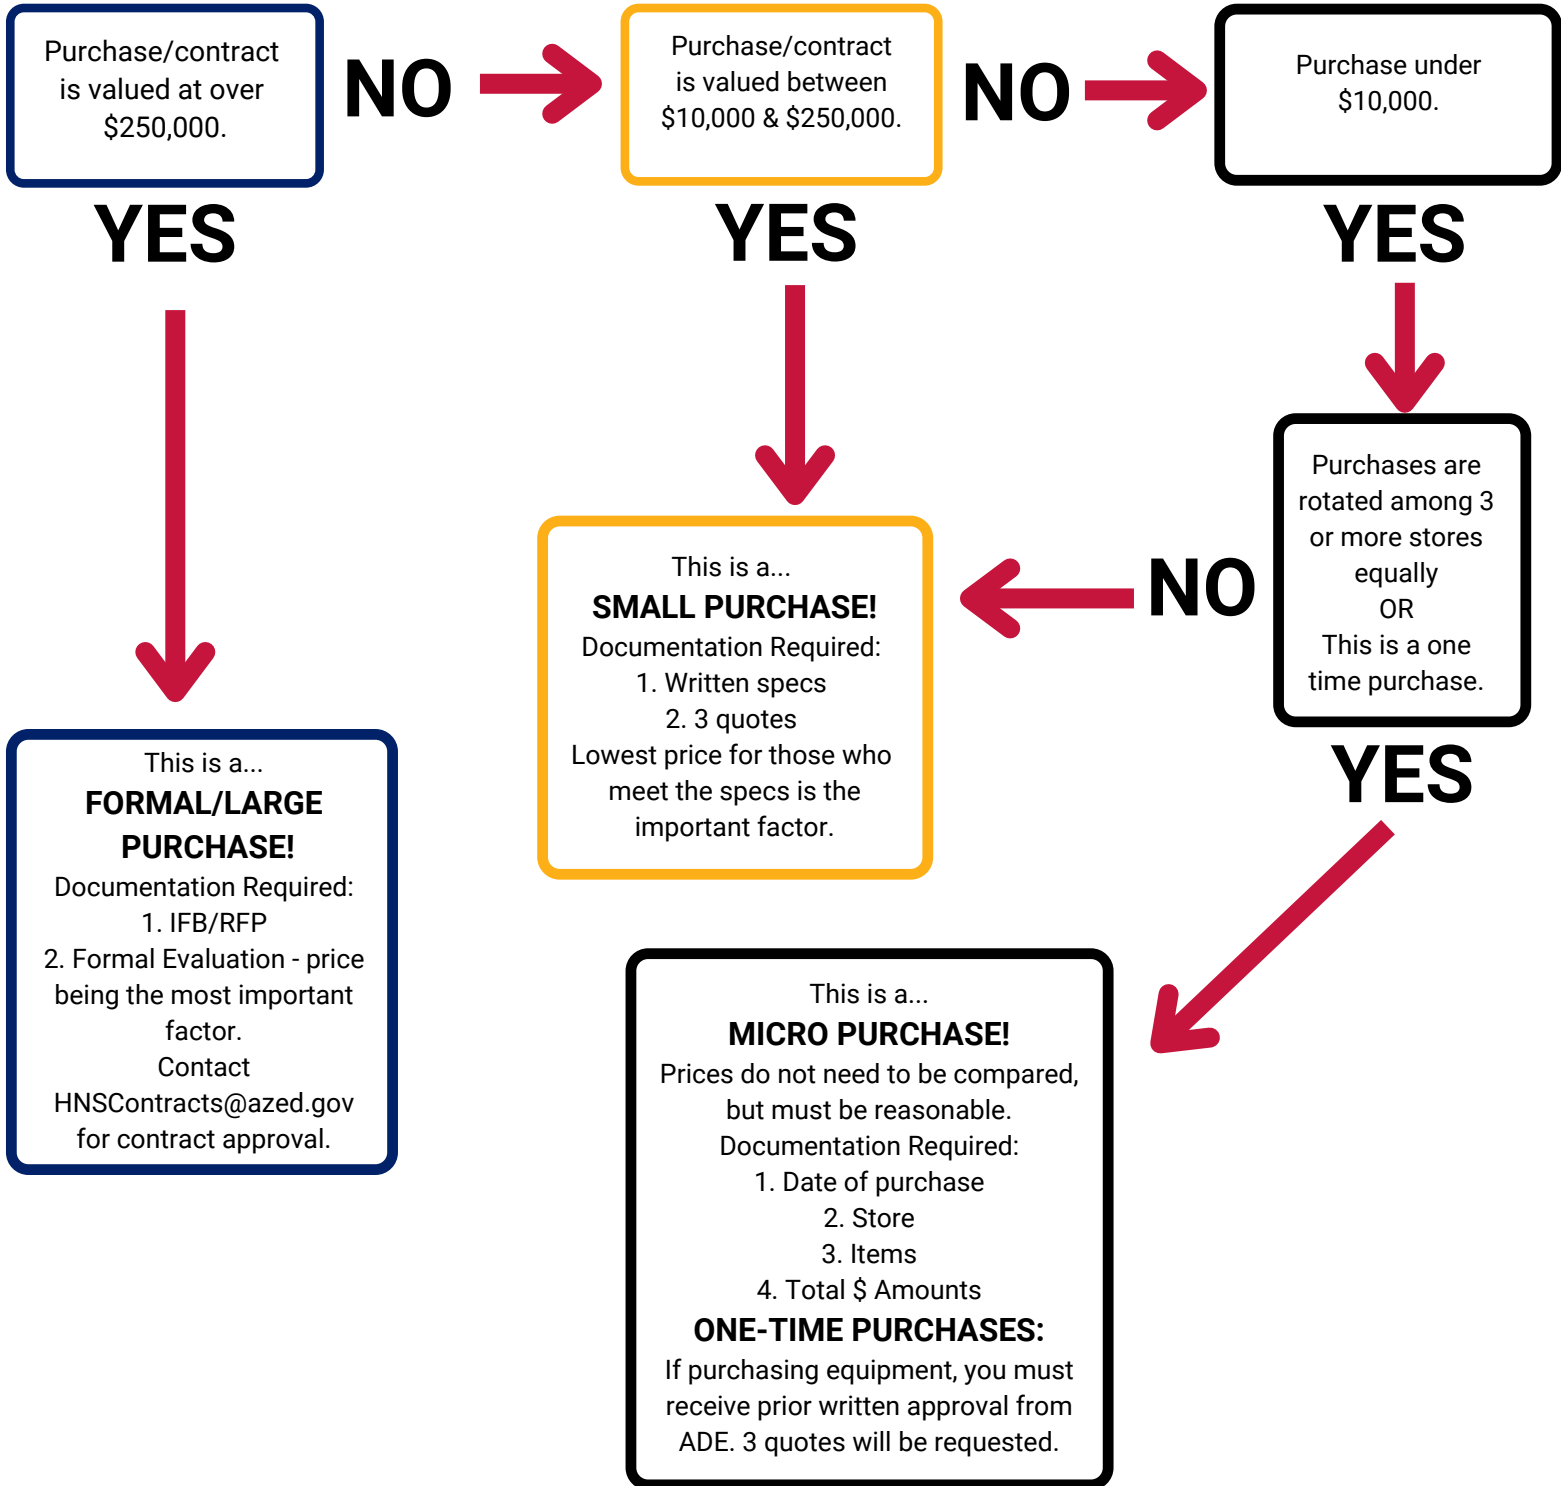 Purchase/contract
is valued at over
$250,000.
NO
Purchase/contract
is valued between
$10,000 & $250,000.
NO
Purchase under
$10,000.
YES
YES
YES
Purchases are
rotated among 3
or more stores
equally
OR
This is a one
time purchase.
NO
YES
This is a...
SMALL PURCHASE!
Documentation Required:
1. Written specs
2. 3 quotes
Lowest price for those who
meet the specs is the
important factor.
This is a...
FORMAL/LARGE
PURCHASE!
Documentation Required:
1. IFB/RFP
2. Formal Evaluation - price
being the most important
factor.
Contact
HNSContracts@azed.gov
for contract approval.
This is a...
MICRO PURCHASE!
Prices do not need to be compared,
but must be reasonable.
Documentation Required:
1. Date of purchase
2. Store
3. Items
4. Total $ Amounts
ONE-TIME PURCHASES:
If purchasing equipment, you must
receive prior written approval from
ADE. 3 quotes will be requested.